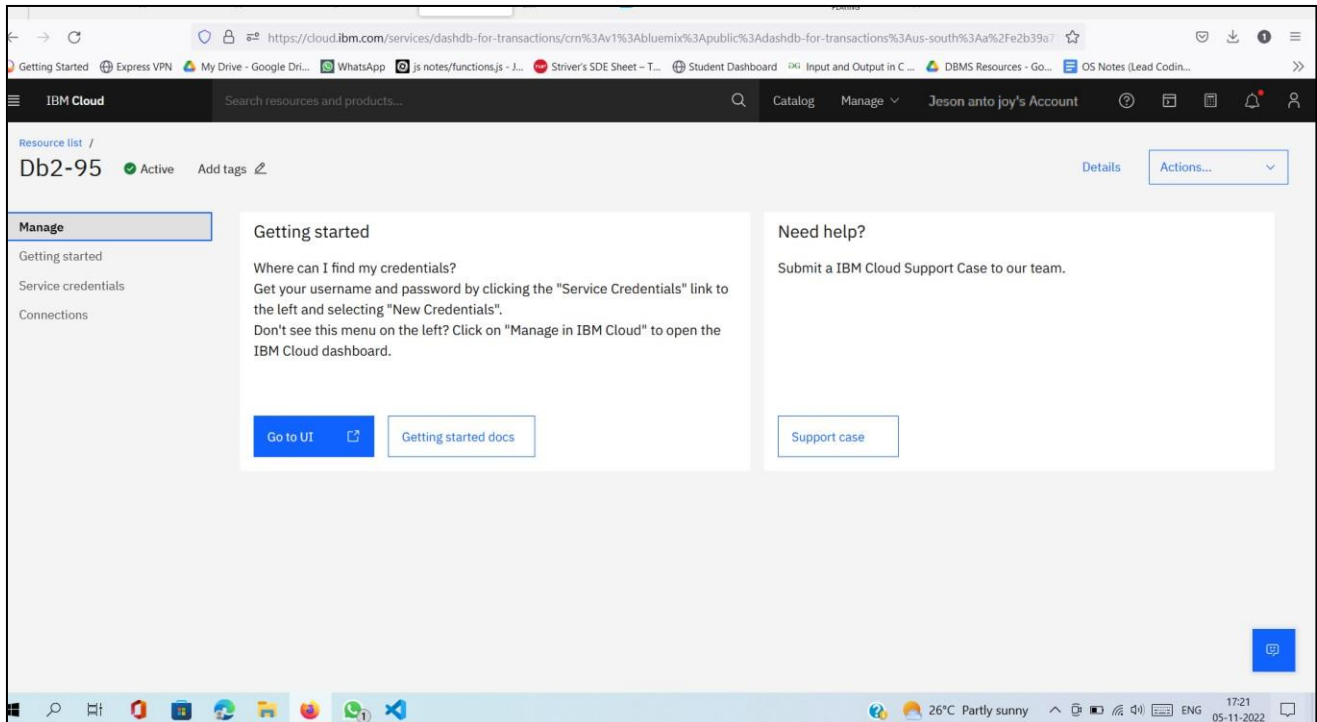 https://cloud.ibm.com/services/dashdb-for-transactions/crn%3Av1%3Abluemix%3Apublic%3Adashdb-for-transactions%3Aus-south%3Aa%2Fe2b39a7
Getting Started Express VPN My Drive - Google Dri... WhatsApp js notes/functions.js - J... Striver's SDE Sheet – T... Student Dashboard Input and Output in C ... DBMS Resources - Go... OS Notes (Lead Codin...
IBM Cloud Search resources and products... Catalog Manage Jeson anto joy's Account
Resource list /
Db2-95 Active Add tags Details Actions...
Manage
Getting started
Service credentials
Connections
Getting started
Where can I find my credentials?
Get your username and password by clicking the "Service Credentials" link to
the left and selecting "New Credentials".
Don't see this menu on the left? Click on "Manage in IBM Cloud" to open the
IBM Cloud dashboard.
Go to UI Getting started docs
Need help?
Submit a IBM Cloud Support Case to our team.
Support case
26°C Partly sunny ENG 17:21
05-11-2022